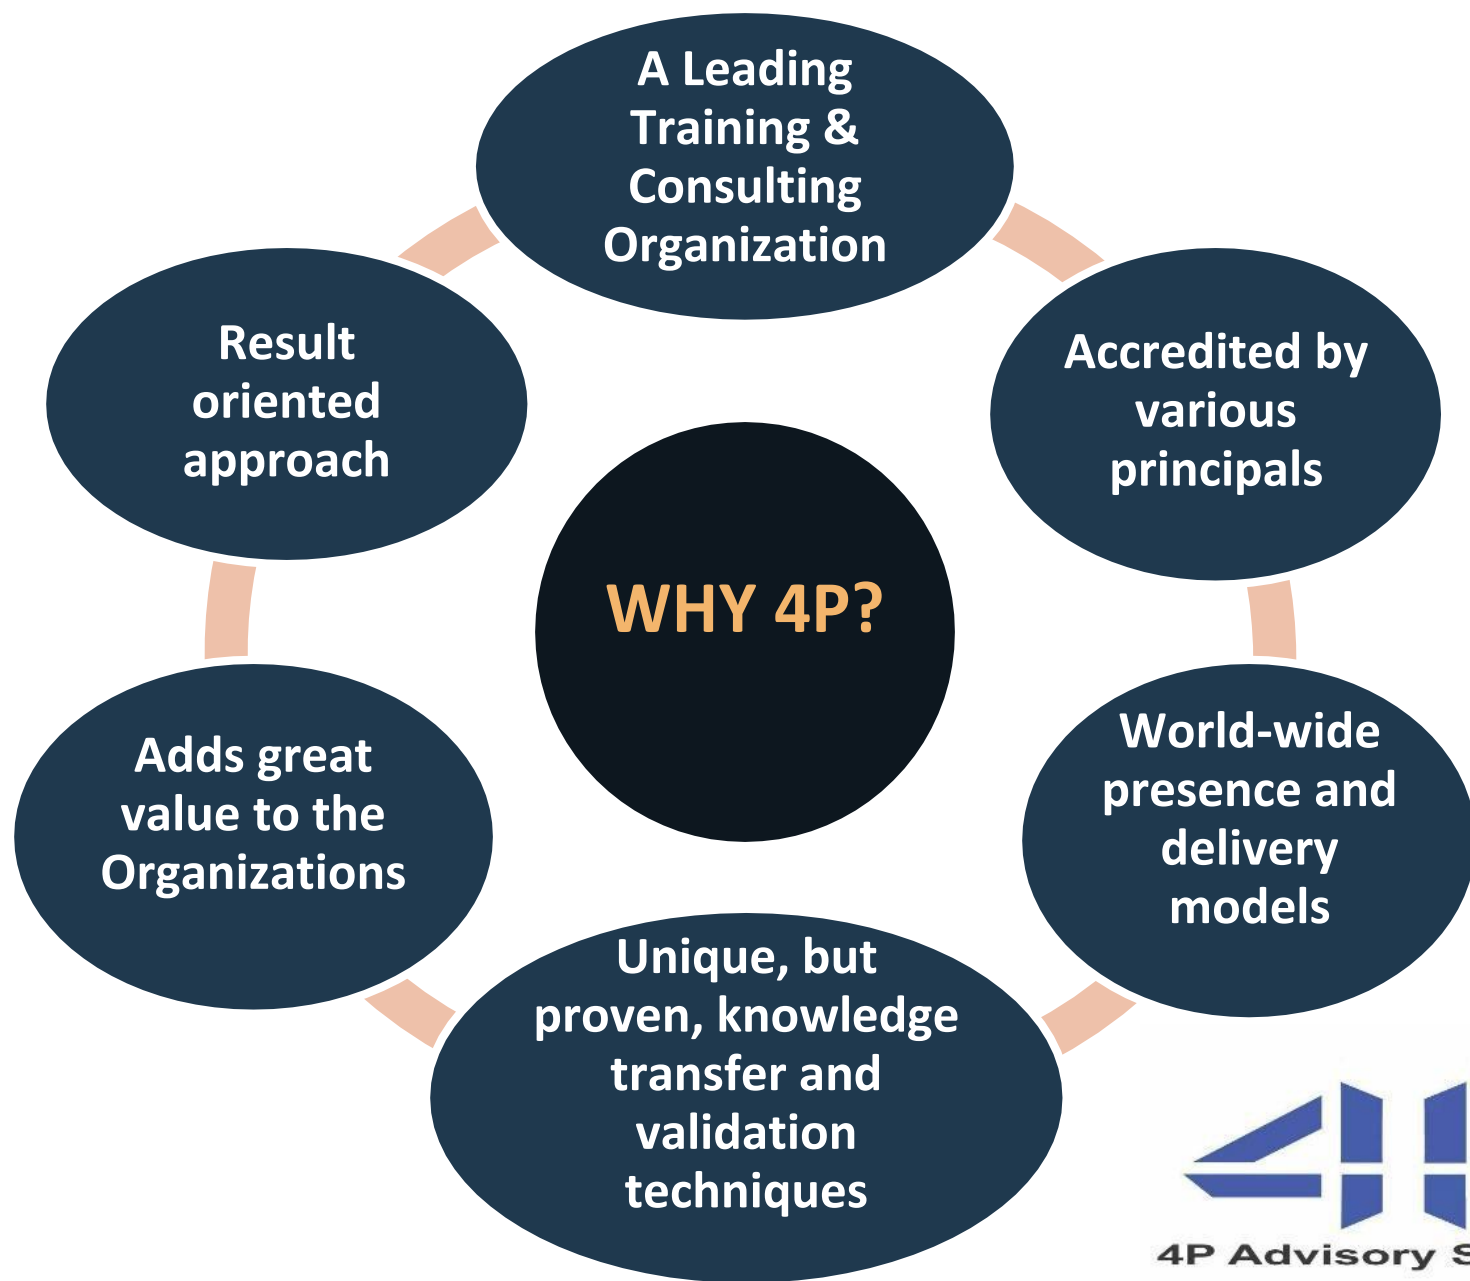 A Leading
Training &
Consulting
Organization
Accredited by
various
principals
World-wide
presence and
delivery
models
Unique, but
proven, knowledge
transfer and
validation
techniques
Adds great
value to the
Organizations
Result
oriented
approach
WHY 4P?
4P Advisory S